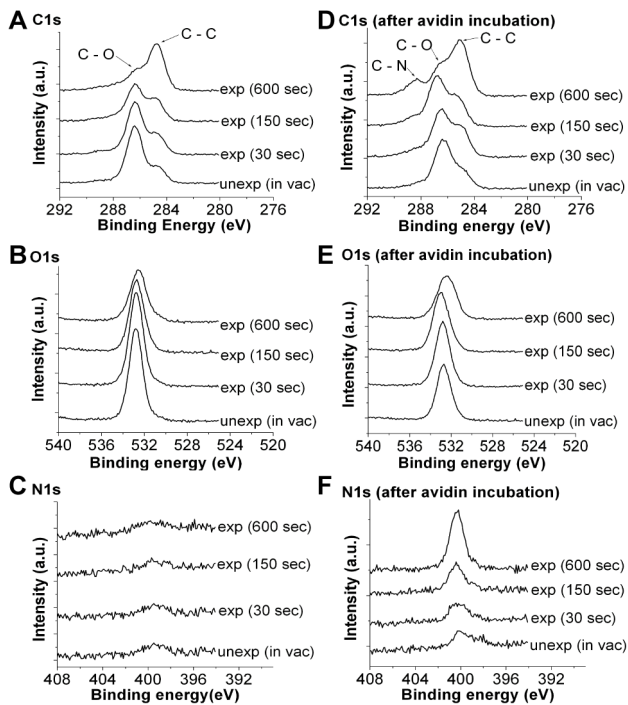 A C1s
C - O
C - C
exp (600 sec)
exp (150 sec)
exp (30 sec)
unexp (in vac)
Intensity (a.u.)
292 288 284 280 276
Binding Energy (eV)
B O1s
exp (600 sec)
exp (150 sec)
exp (30 sec)
unexp (in vac)
Intensity (a.u.)
540 536 532 528 524 520
Binding energy (eV)
C N1s
exp (600 sec)
exp (150 sec)
exp (30 sec)
unexp (in vac)
Intensity (a.u.)
408 404 400 396 392
Binding energy(eV)
D C1s (after avidin incubation)
C - O
C - C
C - N
exp (600 sec)
exp (150 sec)
exp (30 sec)
unexp (in vac)
Intensity (a.u.)
292 288 284 280 276
Binding energy (eV)
E O1s (after avidin incubation)
exp (600 sec)
exp (150 sec)
exp (30 sec)
unexp (in vac)
Intensity (a.u.)
540 536 532 528 524 520
Binding energy (eV)
F N1s (after avidin incubation)
exp (600 sec)
exp (150 sec)
exp (30 sec)
unexp (in vac)
Intensity (a.u.)
408 404 400 396 392
Binding energy (eV)